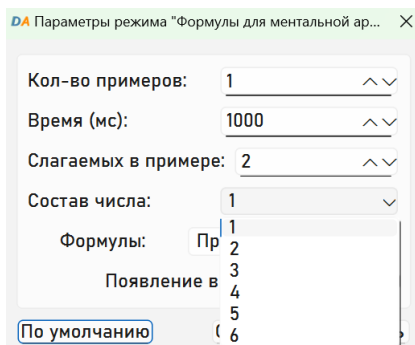 DA Параметры режима "Формулы для ментальной ар...
Кол-во примеров: 1
Время (мс): 1000
Слагаемых в примере: 2
Состав числа: 1
1
Формулы: Пр
2
3
Появление в
4
5
По умолчанию
6